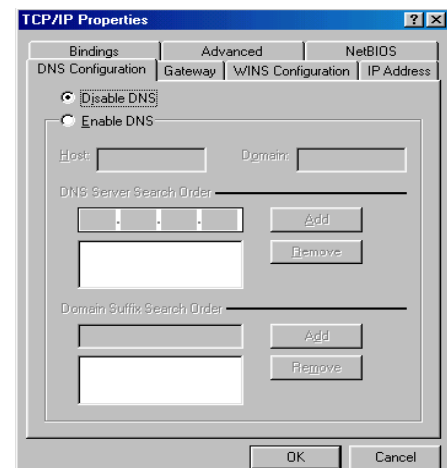 TCP/IP Properties
Bindings Advanced NetBIOS
DNS Configuration Gateway WINS Configuration IP Address
Disable DNS
Enable DNS
Host: Domain:
DNS Server Search Order
Add
Remove
Domain Suffix Search Order
Add
Remove
OK Cancel